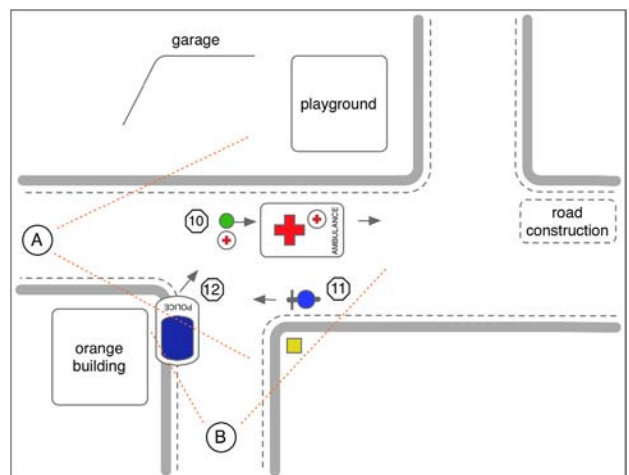 garage
playground
10
AMBULANCE
road
construction
A
12
11
POLICE
orange
building
B